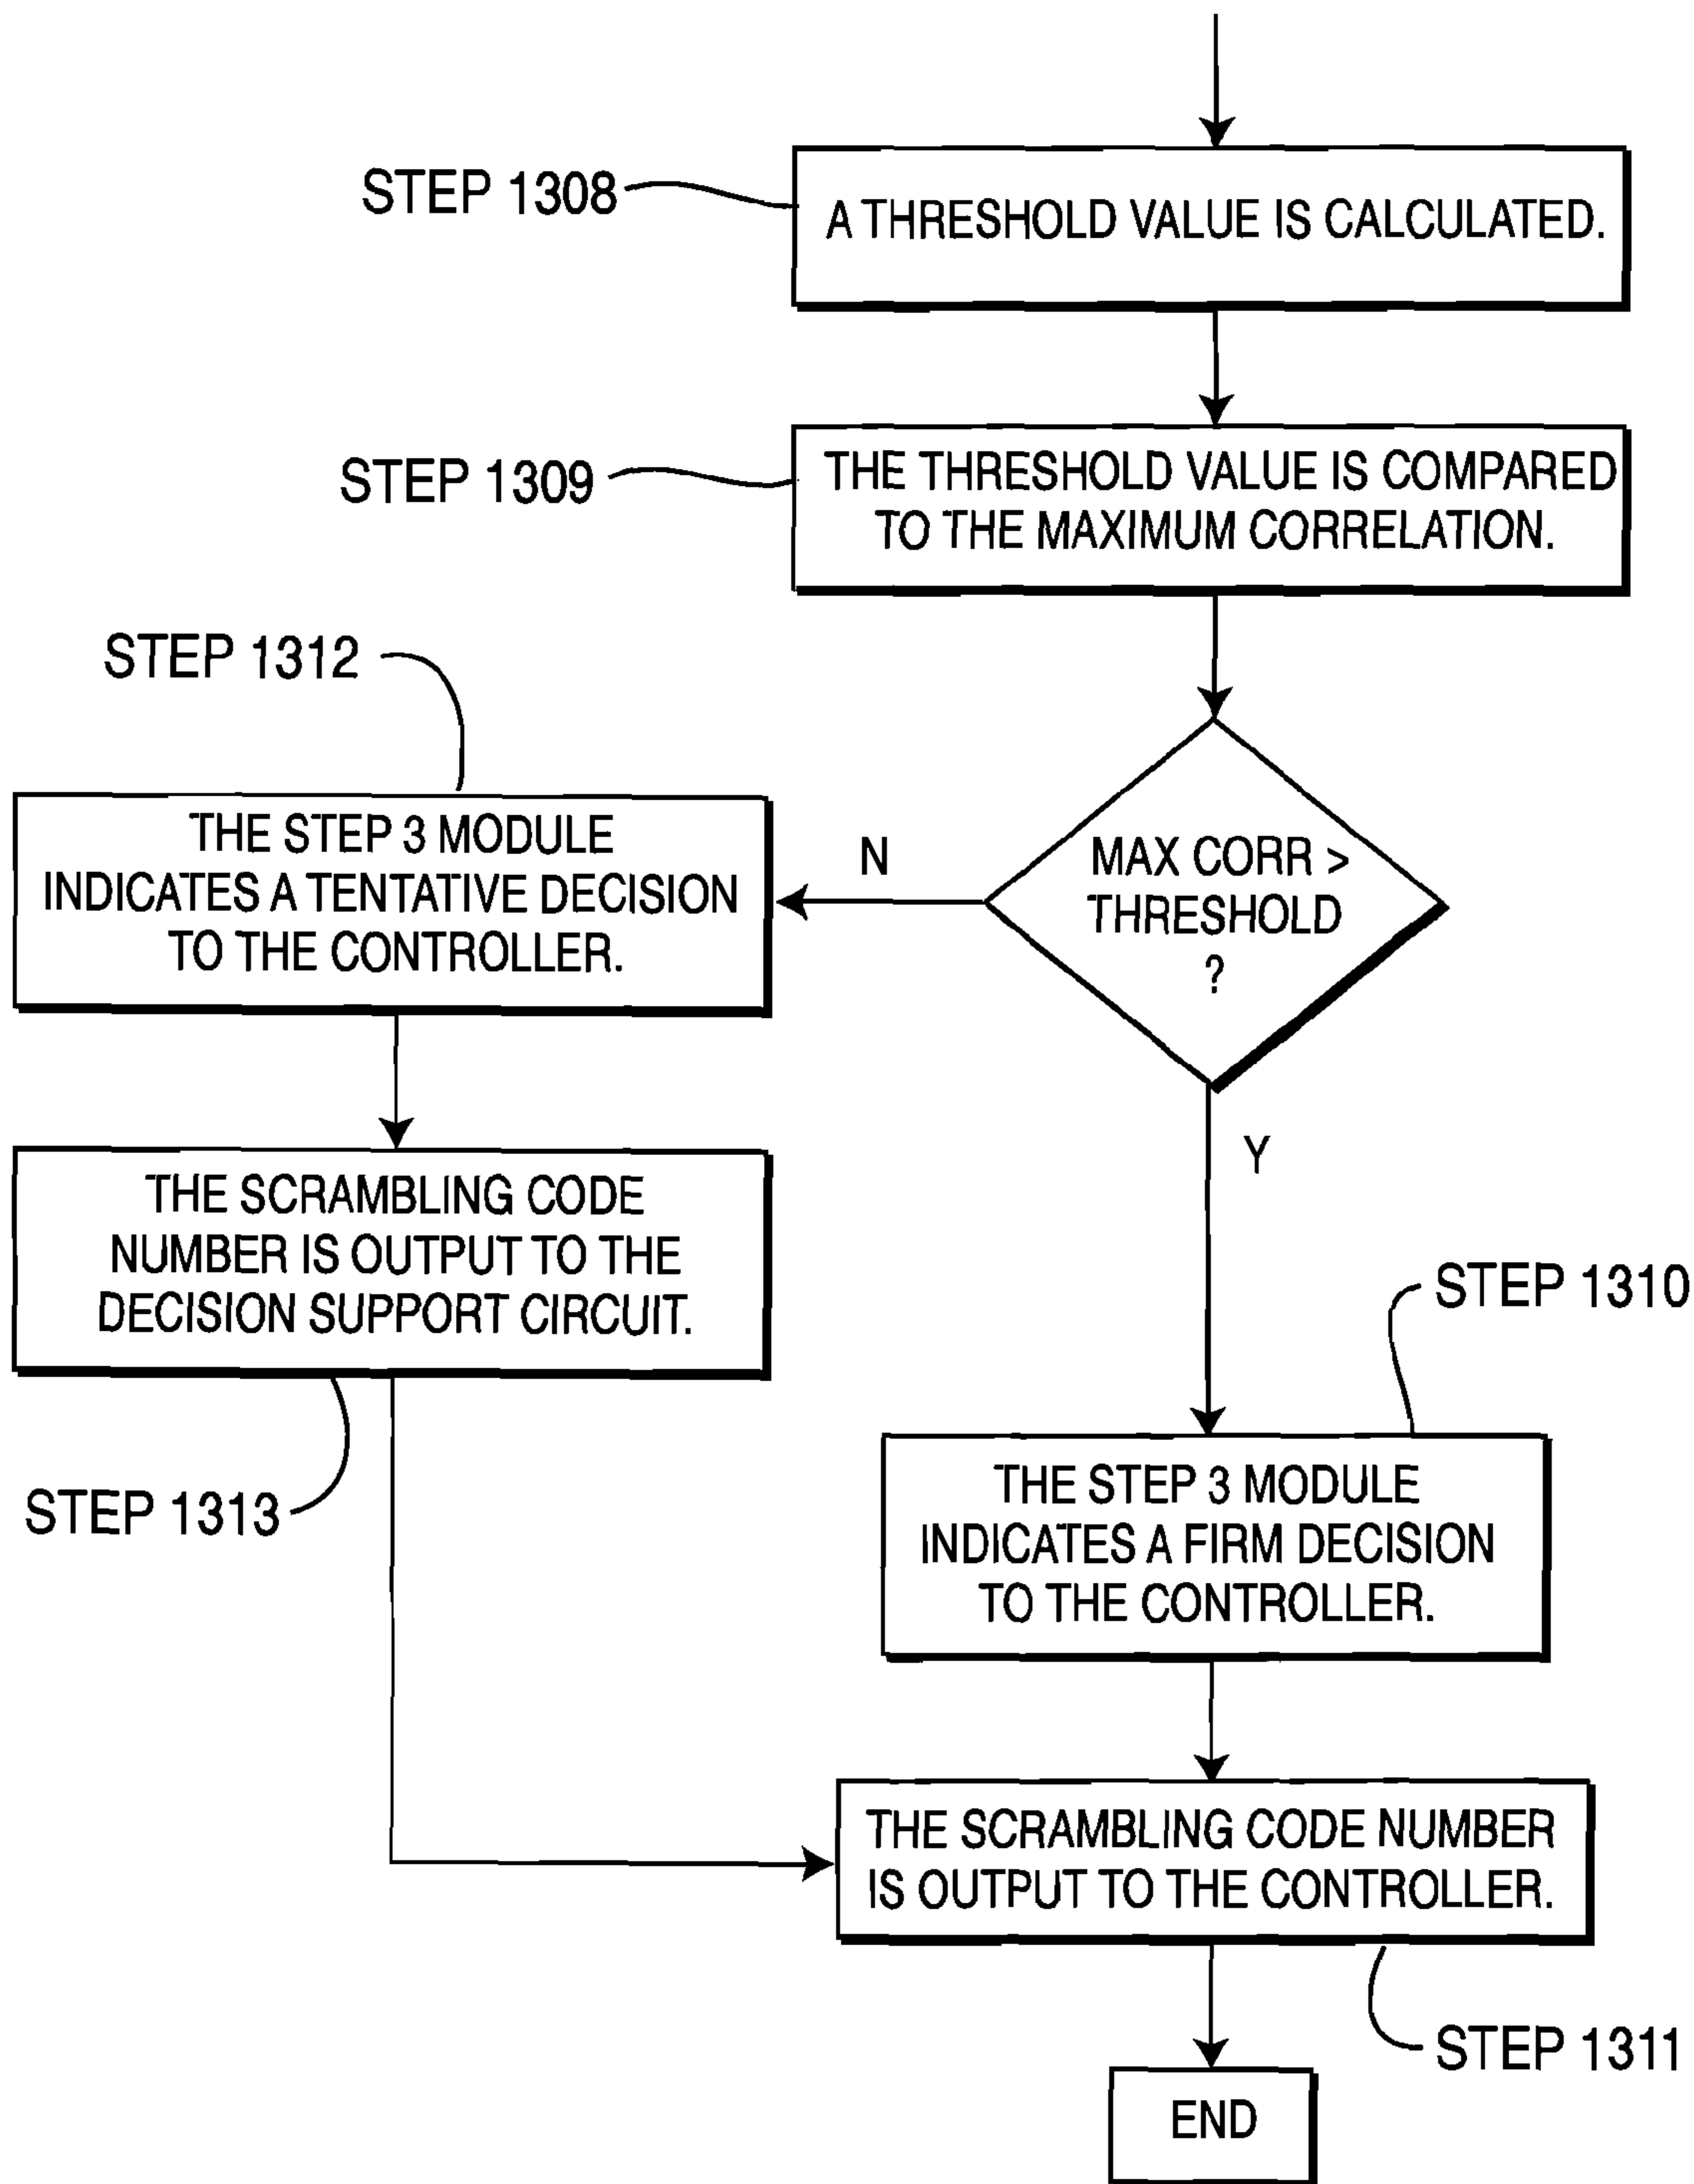 STEP 1308
A THRESHOLD VALUE IS CALCULATED.
STEP 1309
THE THRESHOLD VALUE IS COMPARED
TO THE MAXIMUM CORRELATION.
STEP 1312
THE STEP 3 MODULE
INDICATES A TENTATIVE DECISION
TO THE CONTROLLER.
N
MAX CORR >
THRESHOLD
?
Y
THE SCRAMBLING CODE
NUMBER IS OUTPUT TO THE
DECISION SUPPORT CIRCUIT.
STEP 1313
STEP 1310
THE STEP 3 MODULE
INDICATES A FIRM DECISION
TO THE CONTROLLER.
THE SCRAMBLING CODE NUMBER
IS OUTPUT TO THE CONTROLLER.
STEP 1311
END